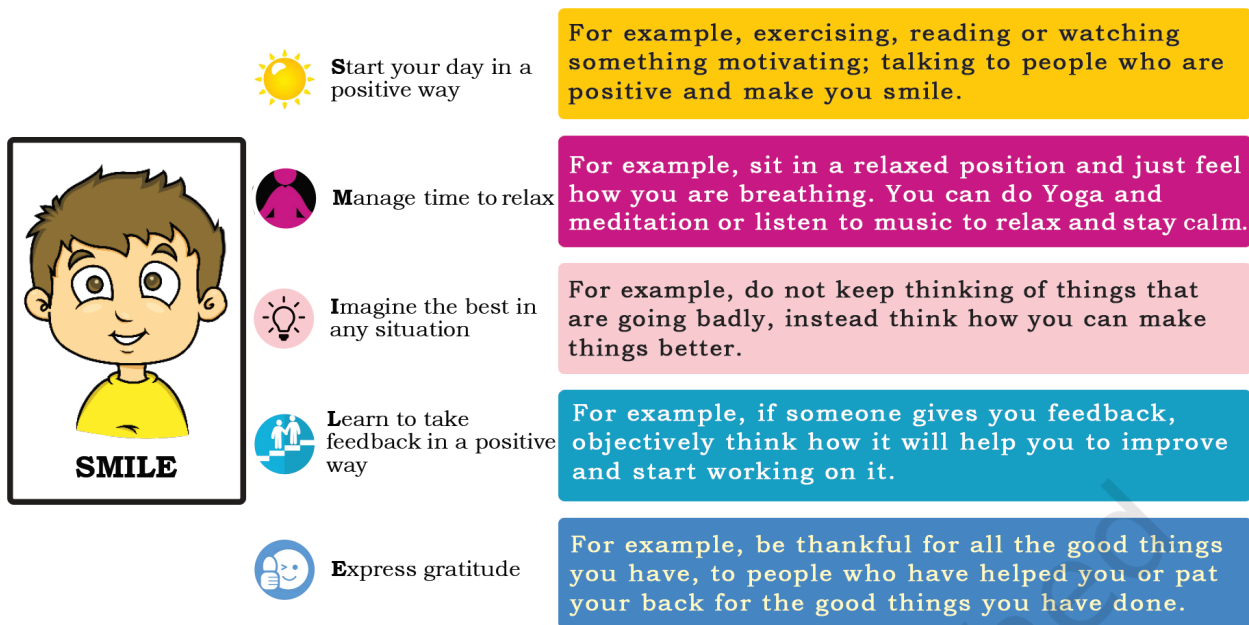 Start your day in a
positive way
For example, exercising, reading or watching
something motivating; talking to people who are
positive and make you smile.
SMILE
Manage time to relax
For example, sit in a relaxed position and just feel
how you are breathing. You can do Yoga and
meditation or listen to music to relax and stay calm.
Imagine the best in
any situation
For example, do not keep thinking of things that
are going badly, instead think how you can make
things better.
Learn to take
feedback in a positive
way
For example, if someone gives you feedback,
objectively think how it will help you to improve
and start working on it.
Express gratitude
For example, be thankful for all the good things
you have, to people who have helped you or pat
your back for the good things you have done.